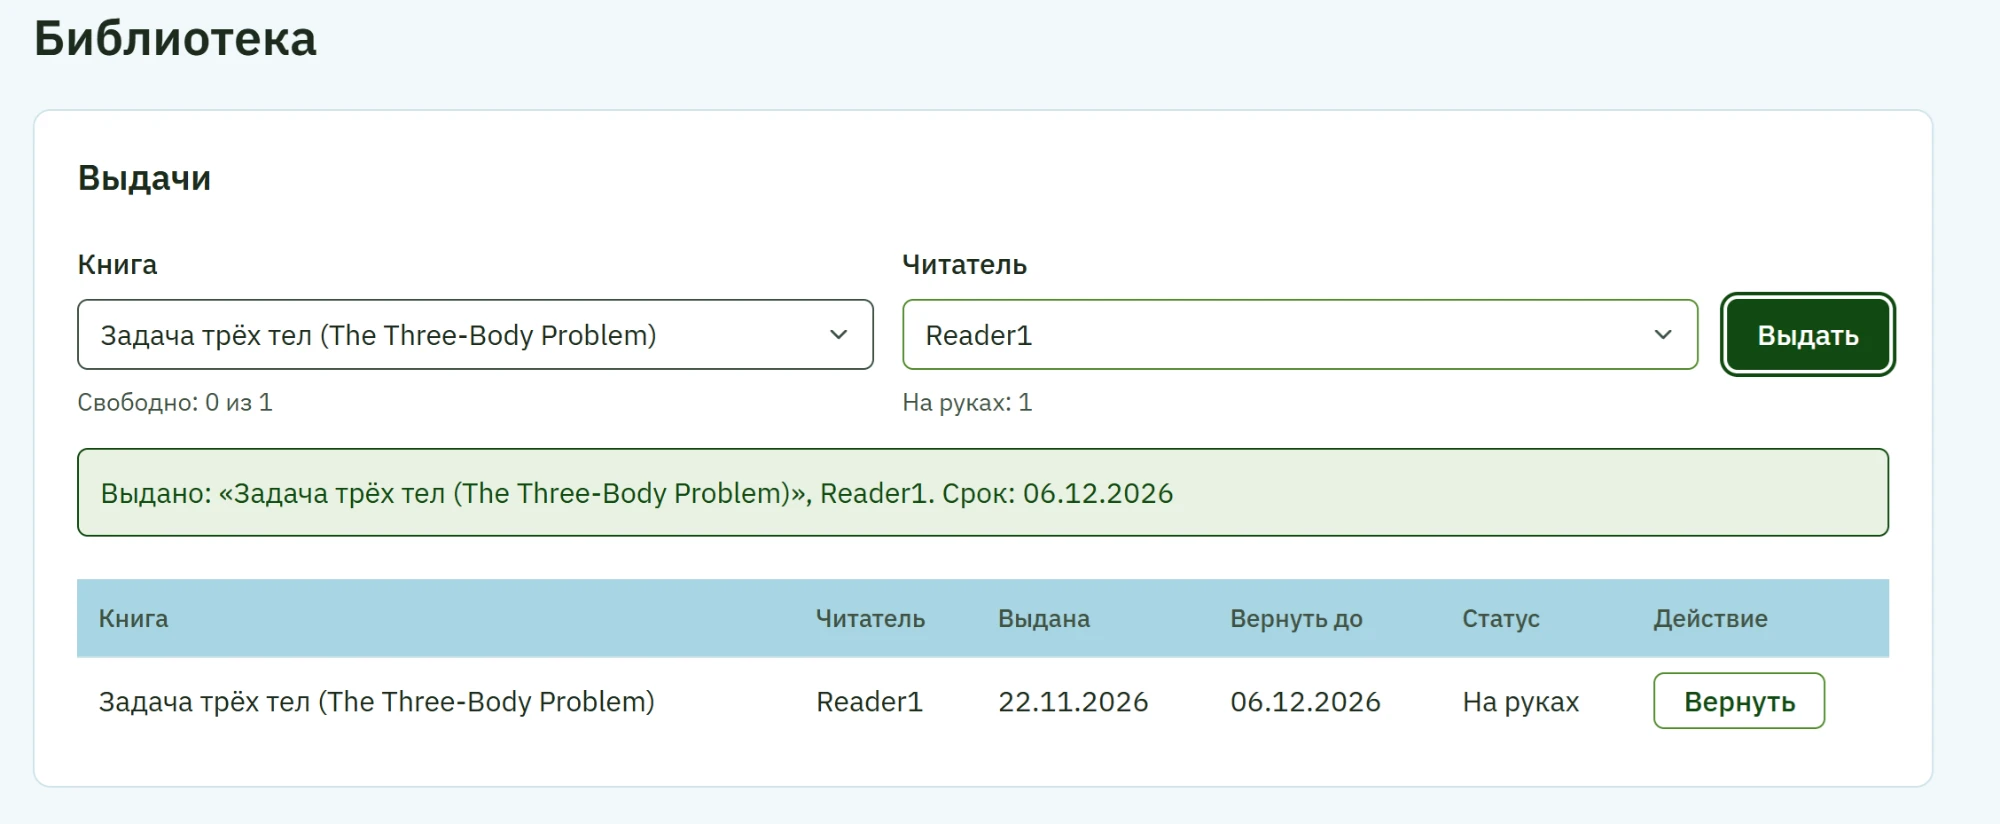 Библиотека
Выдачи
Книга
Читатель
Задача трёх тел (The Three-Body Problem)
Reader1
Выдать
Свободно: 0 из 1
На руках: 1
Выдано: «Задача трёх тел (The Three-Body Problem)», Reader1. Срок: 06.12.2026
Книга Читатель Выдана Вернуть до Статус Действие
Задача трёх тел (The Three-Body Problem) Reader1 22.11.2026 06.12.2026 На руках Вернуть